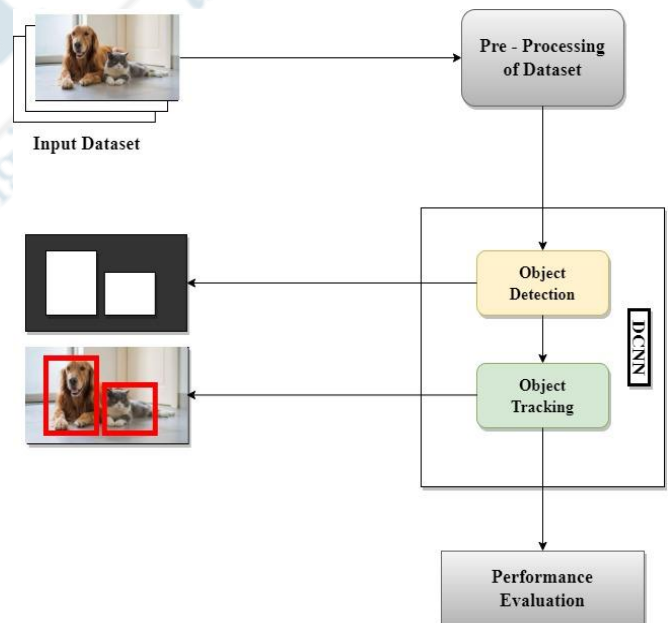 Pre - Processing
of Dataset
Input Dataset
Object
Detection
DCNN
Object
Tracking
Performance
Evaluation